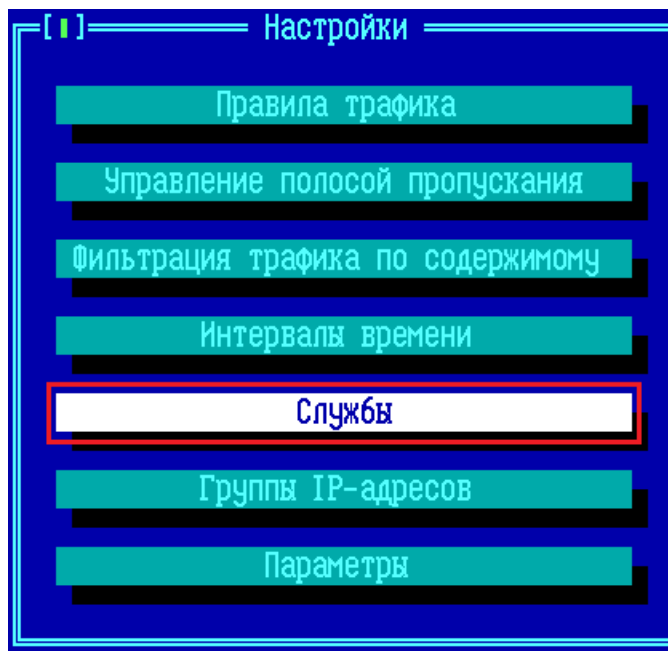 Настройки
Правила трафика
Управление полосой пропускания
Фильтрация трафика по содержимому
Интервалы времени
Службы
Группы IP-адресов
Параметры